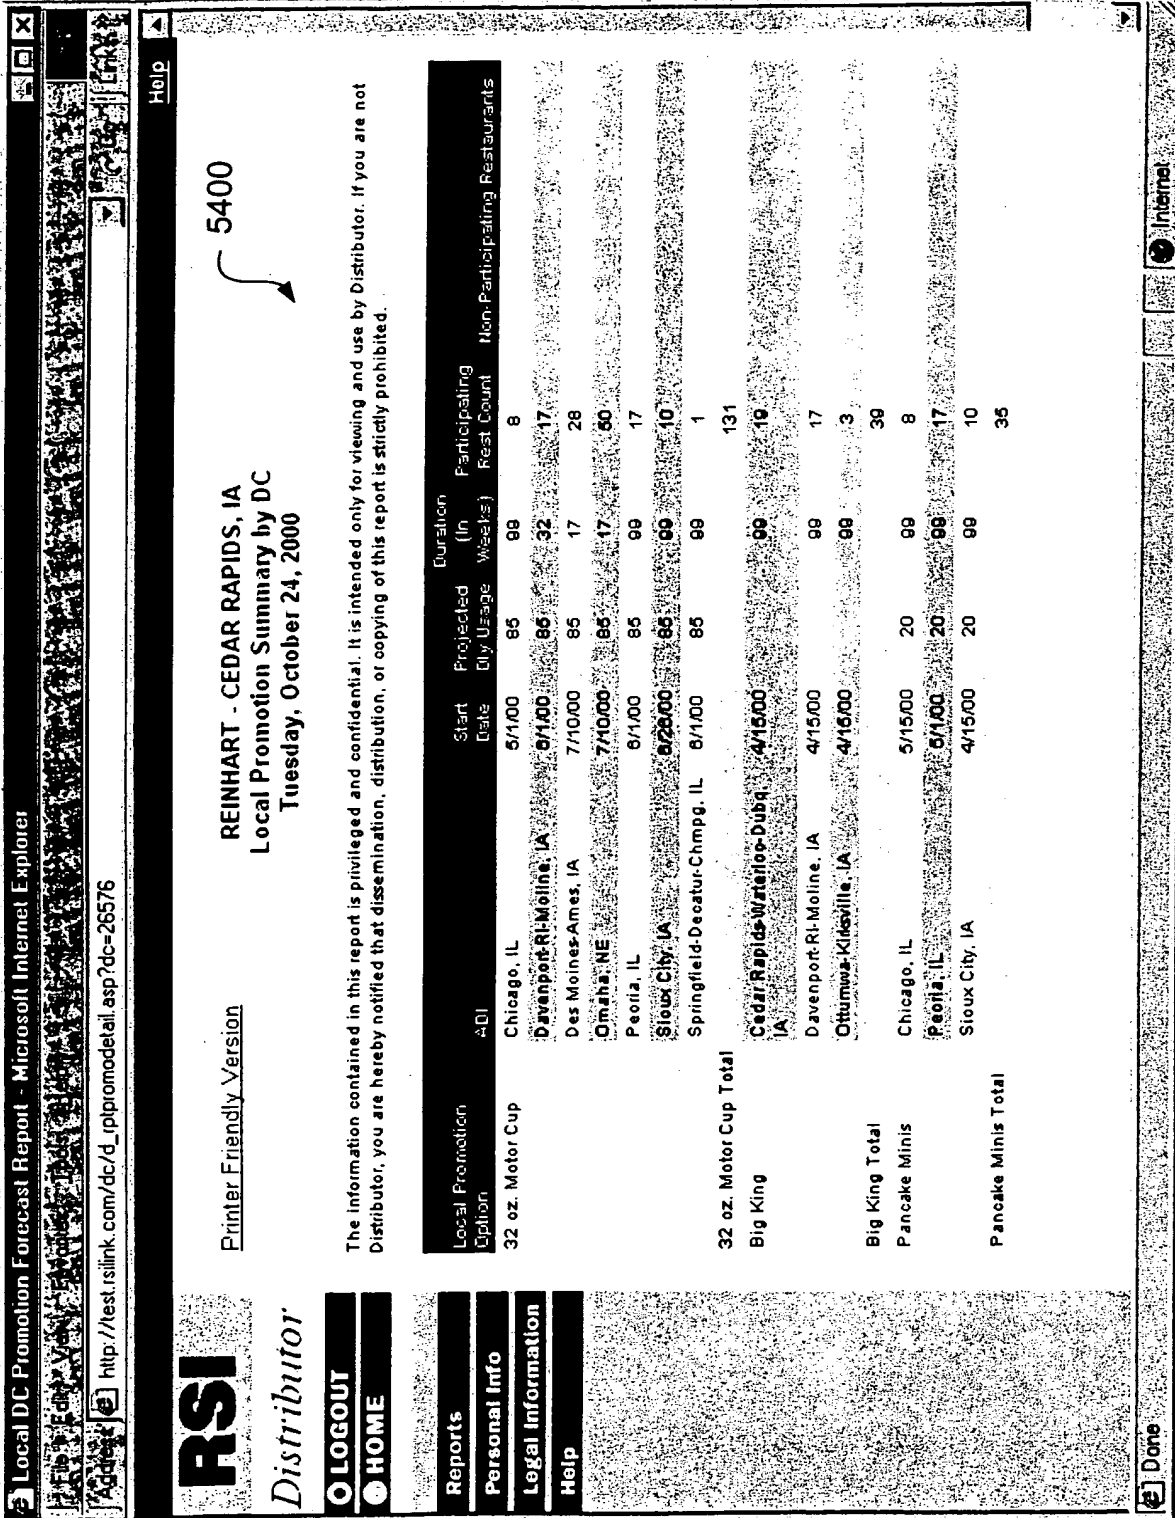 Local DC Promotion Forecast Report - Microsoft Internet Explorer
File Edit View Favorites Tools Help
Address http://test.rsilink.com/dc/d_rptpromodetail.asp?dc=26576 Go Links
Help
RSI
Distributor
LOGOUT
HOME
Reports
Personal Info
Legal Information
Help
Printer Friendly Version
REINHART - CEDAR RAPIDS, IA
Local Promotion Summary by DC
Tuesday, October 24, 2000
5400
The information contained in this report is privileged and confidential. It is intended only for viewing and use by Distributor. If you are not
Distributor, you are hereby notified that dissemination, distribution, or copying of this report is strictly prohibited.
Local Promotion Option ADI Start Date Projected Dly Usage Duration (In Weeks) Participating Rest Count Non-Participating Restaurants
32 oz. Motor Cup Chicago, IL 5/1/00 85 99 8
Davenport-RI-Moline, IA 6/1/00 85 32 17
Des Moines-Ames, IA 7/10/00 85 17 28
Omaha, NE 7/10/00 85 17 50
Peoria, IL 6/1/00 85 99 17
Sioux City, IA 6/26/00 85 99 10
Springfield-Decatur-Chmpg, IL 6/1/00 85 99 1
32 oz. Motor Cup Total 131
Big King Cedar Rapids-Waterloo-Dubq, 4/15/00 99 19
IA
Davenport-RI-Moline, IA 4/15/00 99 17
Ottumwa-Kirksville, IA 4/15/00 99 3
Big King Total 39
Pancake Minis Chicago, IL 5/15/00 20 99 8
Peoria, IL 5/1/00 20 99 17
Sioux City, IA 4/15/00 20 99 10
Pancake Minis Total 35
Done Internet